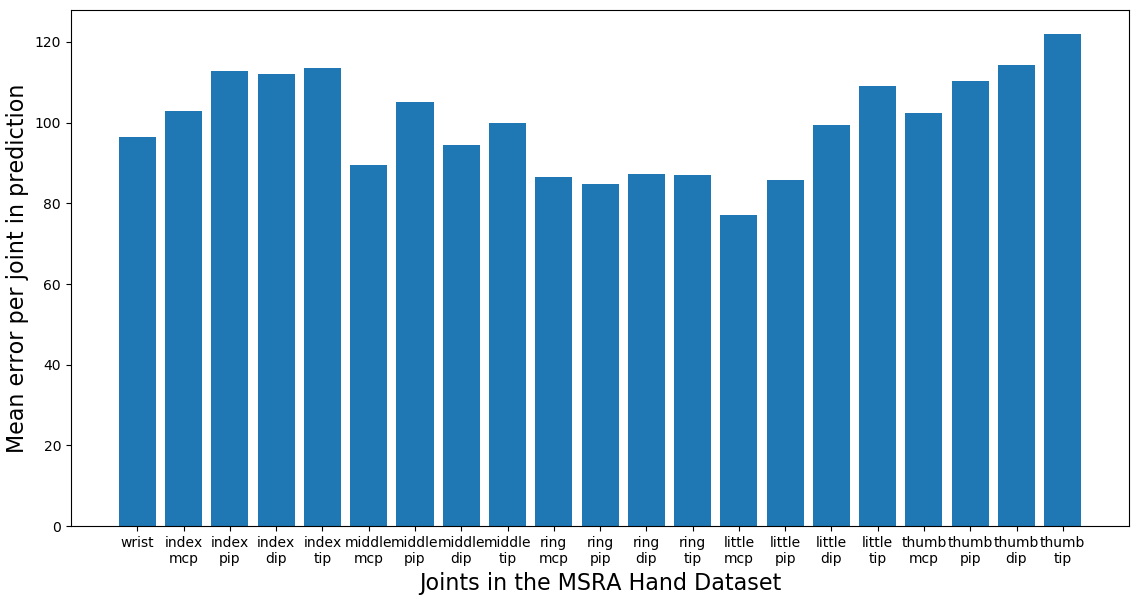 Mean error per joint in prediction
120
100
80
60
40
20
0
wrist index index index index middle middle middle middle ring ring ring ring little little little little thumb thumb thumb thumb
mcp pip dip tip mcp pip dip tip mcp pip dip tip mcp pip dip tip mcp pip dip tip
Joints in the MSRA Hand Dataset